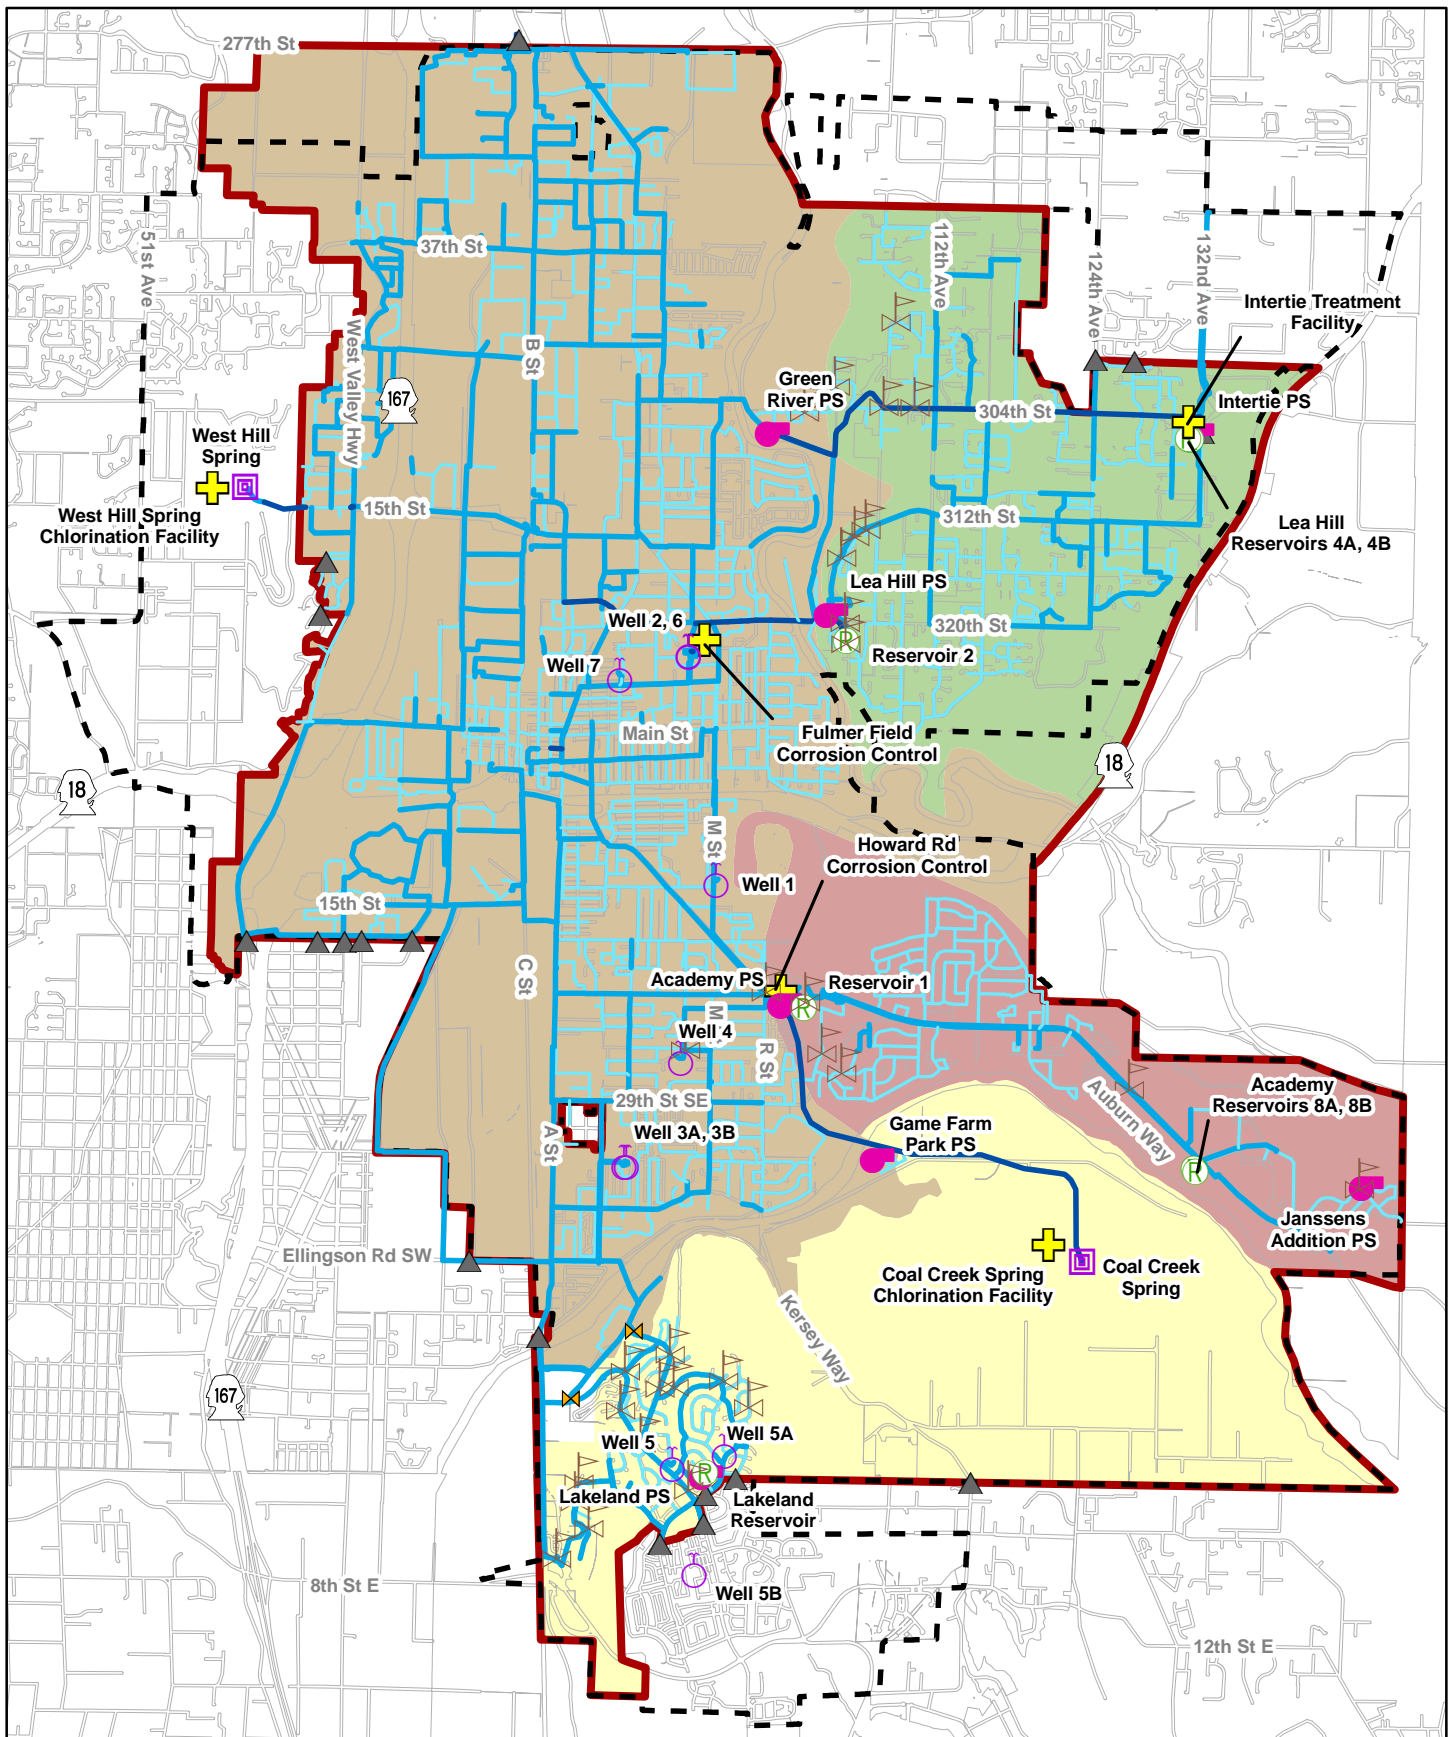 277th St
51st Ave
37th St
West Valley Hwy
B St
167
112th Ave
124th Ave
132nd Ave
Intertie Treatment
Facility
Green
River PS
304th St
Intertie PS
R
West Hill
Spring
West Hill Spring
Chlorination Facility
15th St
312th St
Lea Hill
Reservoirs 4A, 4B
Lea Hill PS
Well 2, 6
320th St
R
Reservoir 2
Well 7
Main St
Fulmer Field
Corrosion Control
18
18
M St
Howard Rd
Corrosion Control
Well 1
15th St
C St
Academy PS
Reservoir 1
R
M St
Well 4
R St
29th St SE
Auburn Way
Academy
Reservoirs 8A, 8B
R
A St
Well 3A, 3B
Game Farm
Park PS
Janssens
Addition PS
Ellingson Rd SW
Coal Creek Spring
Chlorination Facility
Coal Creek
Spring
Kersey Way
167
Well 5
Well 5A
R
Lakeland PS
Lakeland
Reservoir
8th St E
Well 5B
12th St E